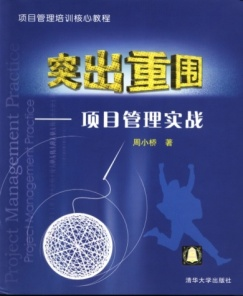 项目管理培训核心教程
突出重围
——项目管理实战
周小桥 著
Project Management Practice
Project Management Practice
清华大学出版社